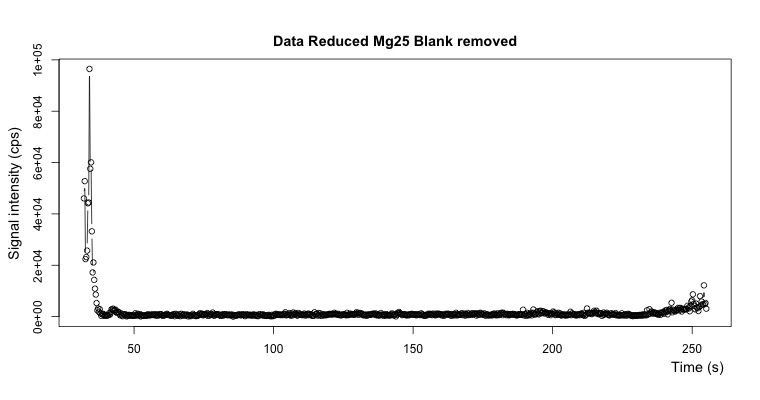 Data Reduced Mg25 Blank removed
Signal intensity (cps)
1e+05
8e+04
6e+04
4e+04
2e+04
0e+00
50 100 150 200 250
Time (s)